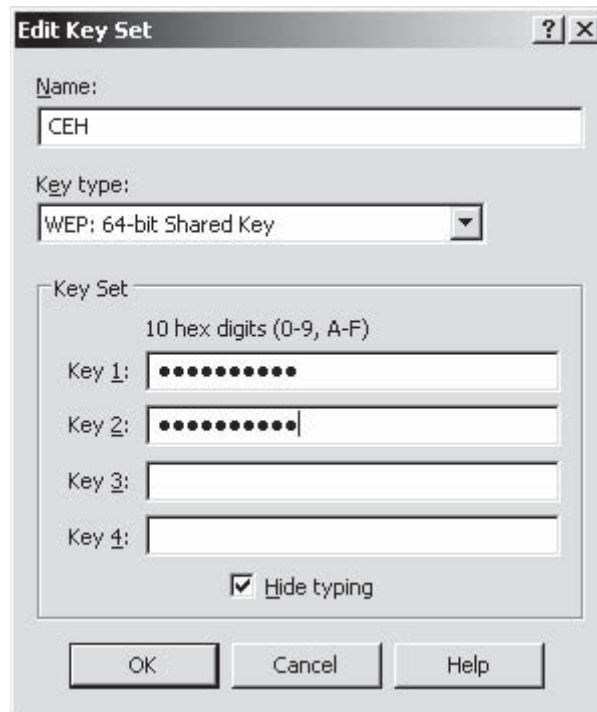 Edit Key Set
Name:
CEH
Key type:
WEP: 64-bit Shared Key
Key Set
10 hex digits (0-9, A-F)
Key 1: ●●●●●●●●●●
Key 2: ●●●●●●●●●●
Key 3:
Key 4:
Hide typing
OK Cancel Help